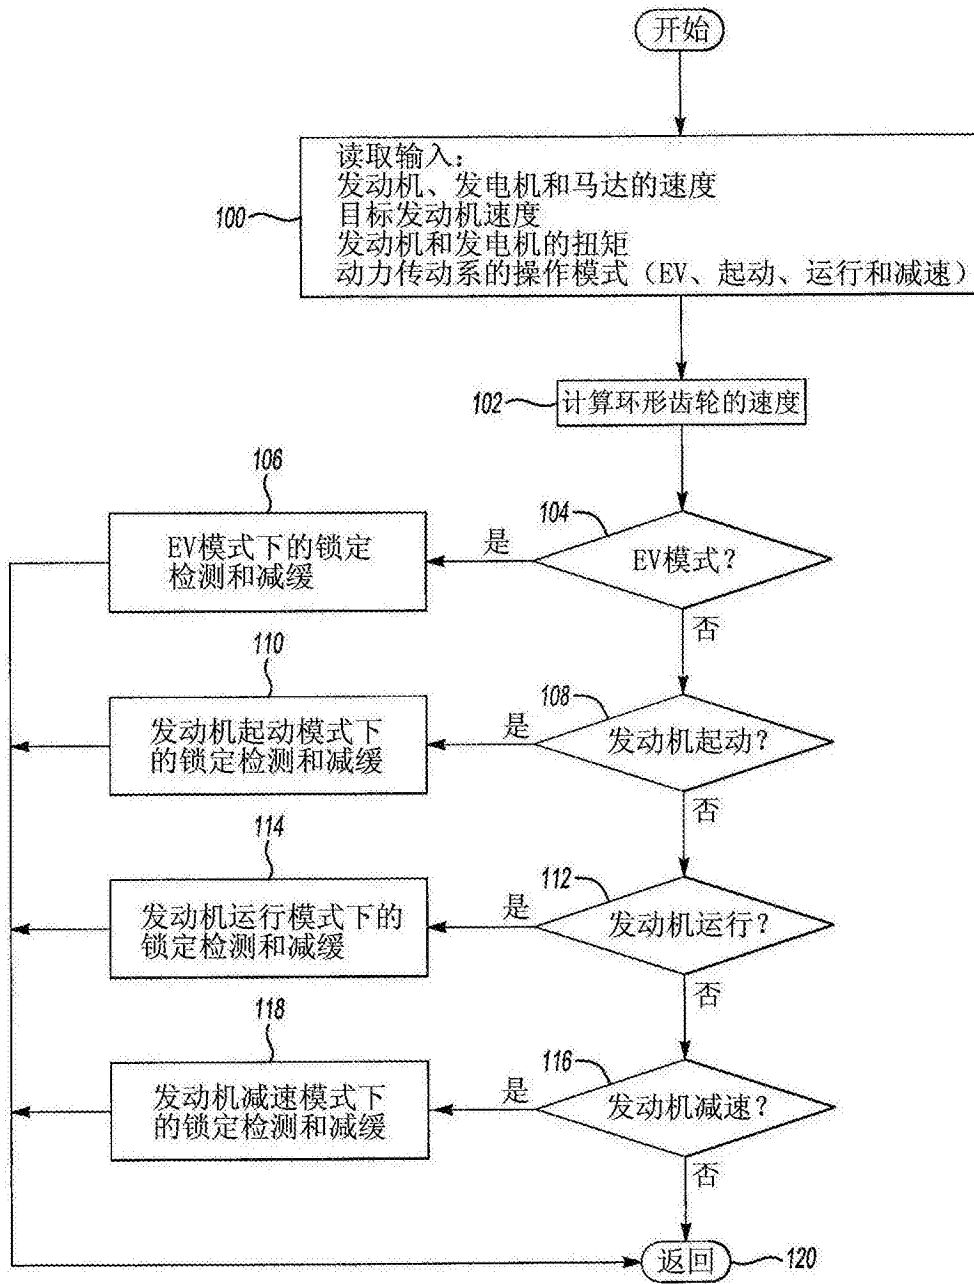 开始
读取输入:
发动机、发电机和马达的速度
目标发动机速度
发动机和发电机的扭矩
动力传动系的操作模式（EV、起动、运行和减速）
100
计算环形齿轮的速度
102
104
EV模式?
是
106
EV模式下的锁定
检测和减缓
否
108
发动机起动?
是
110
发动机起动模式下
的锁定检测和减缓
否
112
发动机运行?
是
114
发动机运行模式下的
锁定检测和减缓
否
116
发动机减速?
是
118
发动机减速模式下
的锁定检测和减缓
否
返回
120